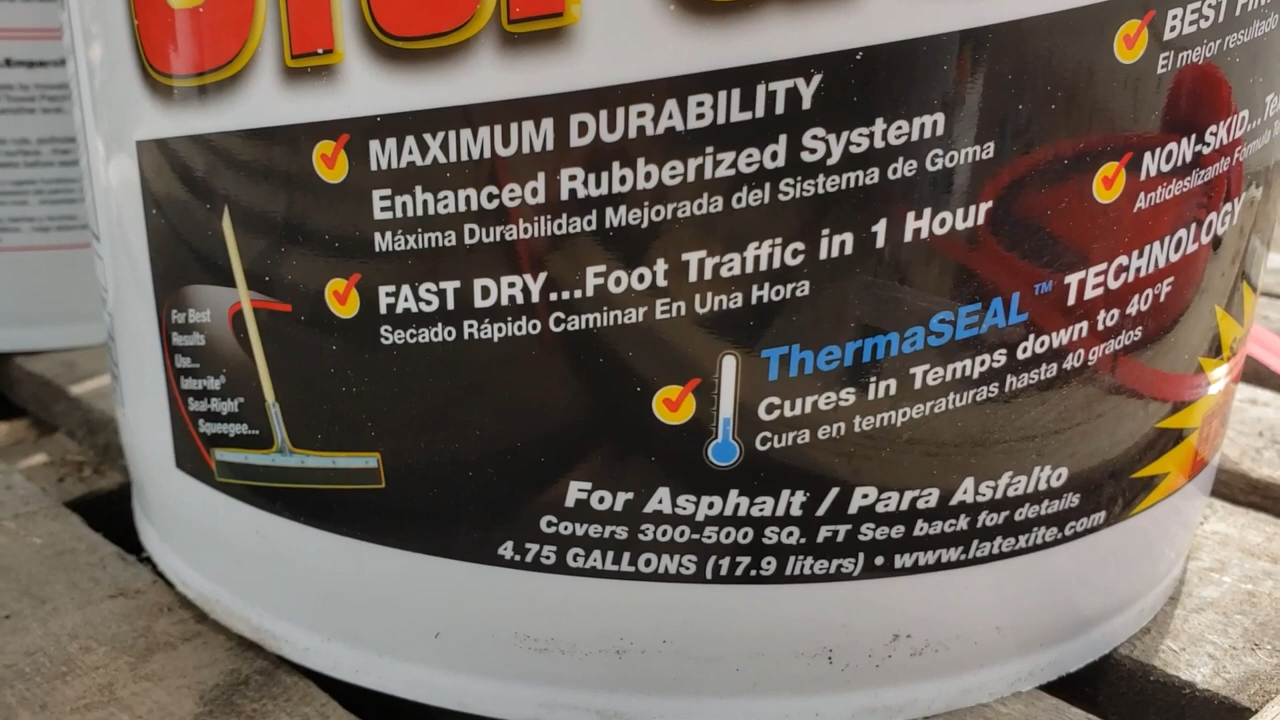 MAXIMUM DURABILITY
Enhanced Rubberized System
Máxima Durabilidad Mejorada del Sistema de Goma
FAST DRY...Foot Traffic in 1 Hour
Secado Rápido Caminar En Una Hora
For Best
Results
Use...
latex•ite®
Seal-Right™
Squeegee...
BEST
El mejor resultado
NON-SKID...
Antideslizante Fórmula
ThermaSEAL™ TECHNOLOGY
Cures in Temps down to 40°F
Cura en temperaturas hasta 40 grados
For Asphalt / Para Asfalto
Covers 300-500 SQ. FT See back for details
4.75 GALLONS (17.9 liters) • www.latexite.com